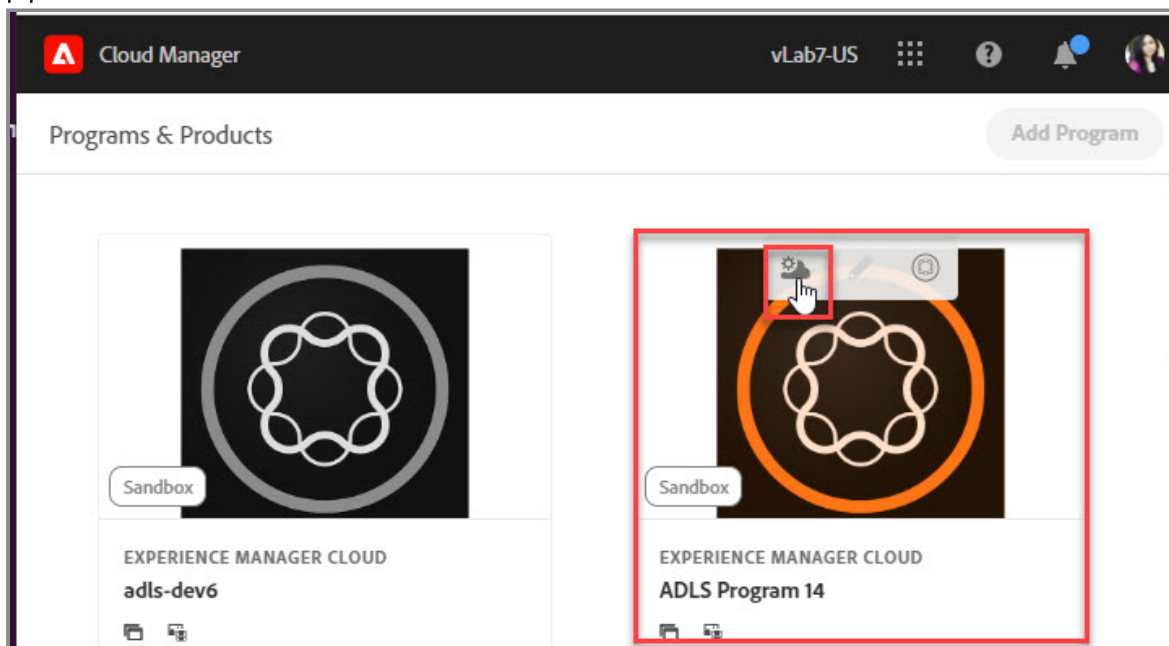 Cloud Manager
vLab7-US
Programs & Products
Add Program
Sandbox
Sandbox
EXPERIENCE MANAGER CLOUD
adls-dev6
EXPERIENCE MANAGER CLOUD
ADLS Program 14